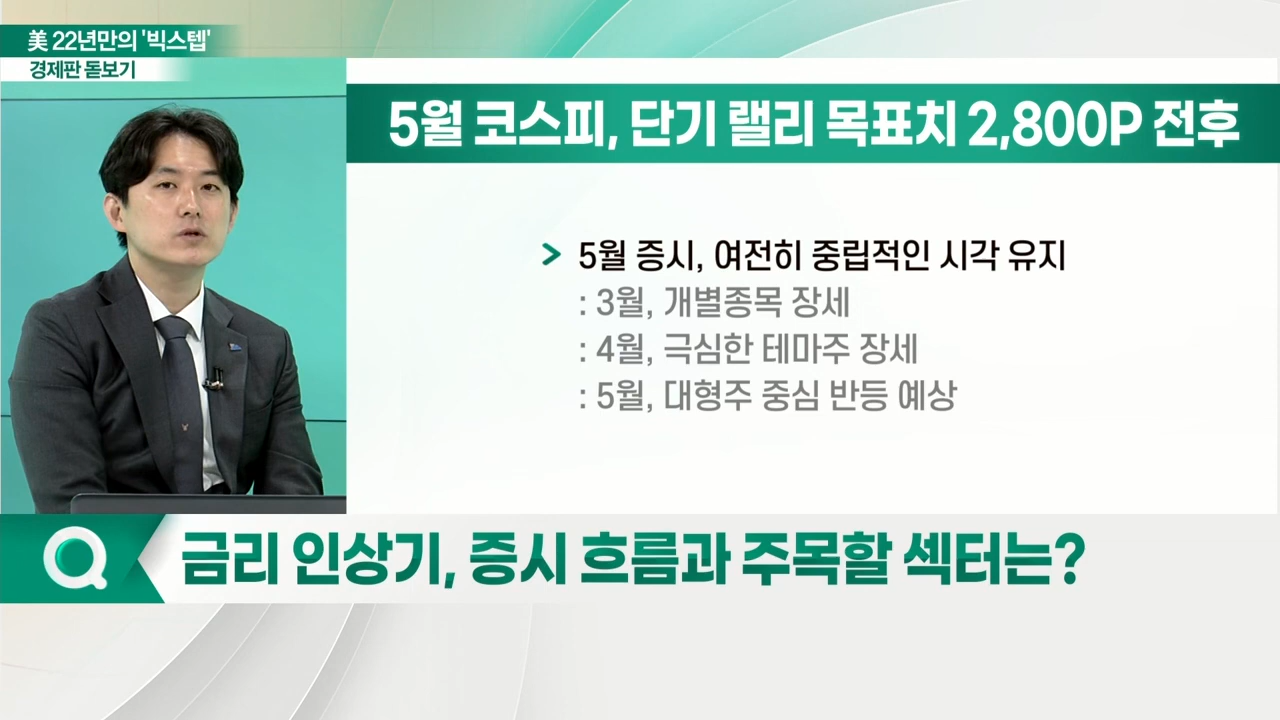 美 22년만의 '빅스텝'
경제판 돋보기
5월 코스피, 단기 랠리 목표치 2,800P 전후
> 5월 증시, 여전히 중립적인 시각 유지
: 3월, 개별종목 장세
: 4월, 극심한 테마주 장세
: 5월, 대형주 중심 반등 예상
Q 금리 인상기, 증시 흐름과 주목할 섹터는?